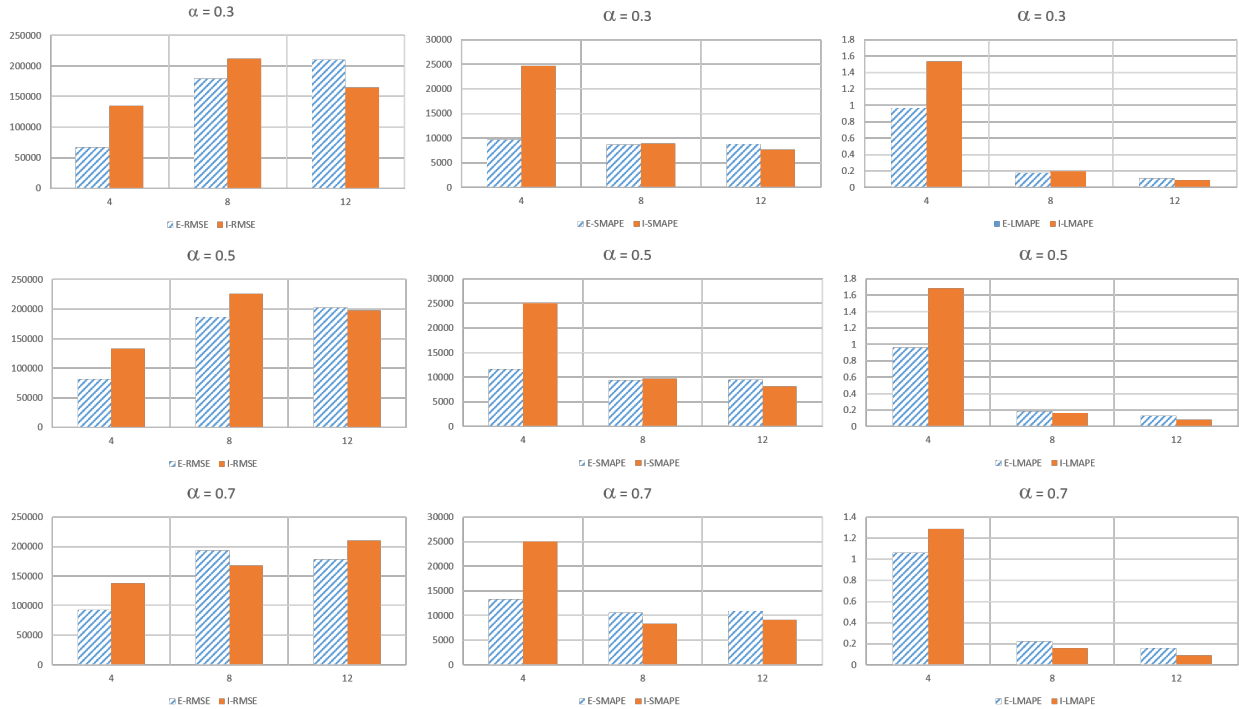 α = 0.3
250000
200000
150000
100000
50000
0
4 8 12
E-RMSE I-RMSE
α = 0.3
30000
25000
20000
15000
10000
5000
0
4 8 12
E-SMAPE I-SMAPE
α = 0.3
1.8
1.6
1.4
1.2
1
0.8
0.6
0.4
0.2
0
4 8 12
E-LMAPE I-LMAPE
α = 0.5
250000
200000
150000
100000
50000
0
4 8 12
E-RMSE I-RMSE
α = 0.5
30000
25000
20000
15000
10000
5000
0
4 8 12
E-SMAPE I-SMAPE
α = 0.5
1.8
1.6
1.4
1.2
1
0.8
0.6
0.4
0.2
0
4 8 12
E-LMAPE I-LMAPE
α = 0.7
250000
200000
150000
100000
50000
0
4 8 12
E-RMSE I-RMSE
α = 0.7
30000
25000
20000
15000
10000
5000
0
4 8 12
E-SMAPE I-SMAPE
α = 0.7
1.4
1.2
1
0.8
0.6
0.4
0.2
0
4 8 12
E-LMAPE I-LMAPE